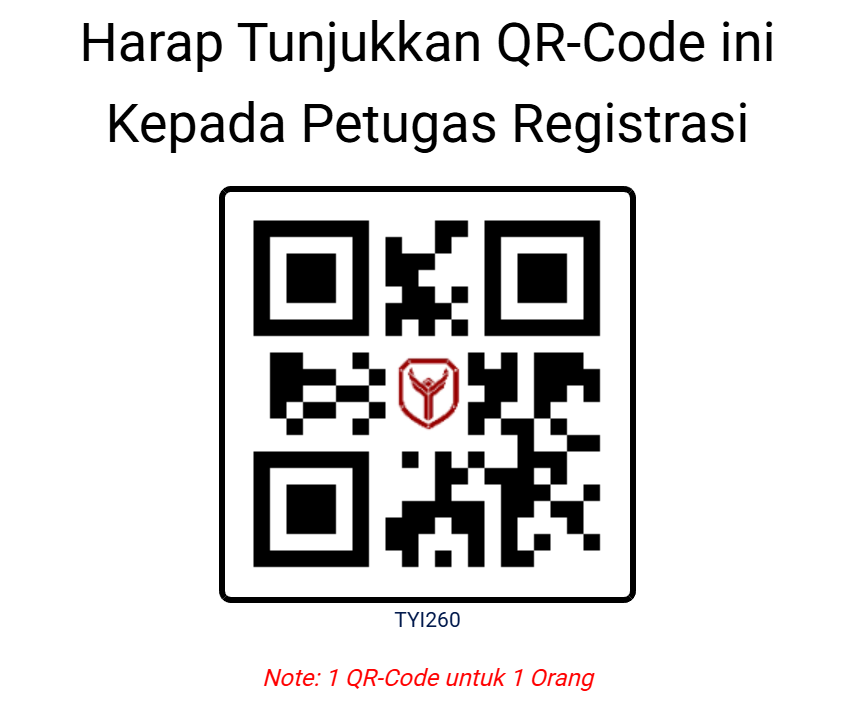 Harap Tunjukkan QR-Code ini
Kepada Petugas Registrasi
TYI260
Note: 1 QR-Code untuk 1 Orang